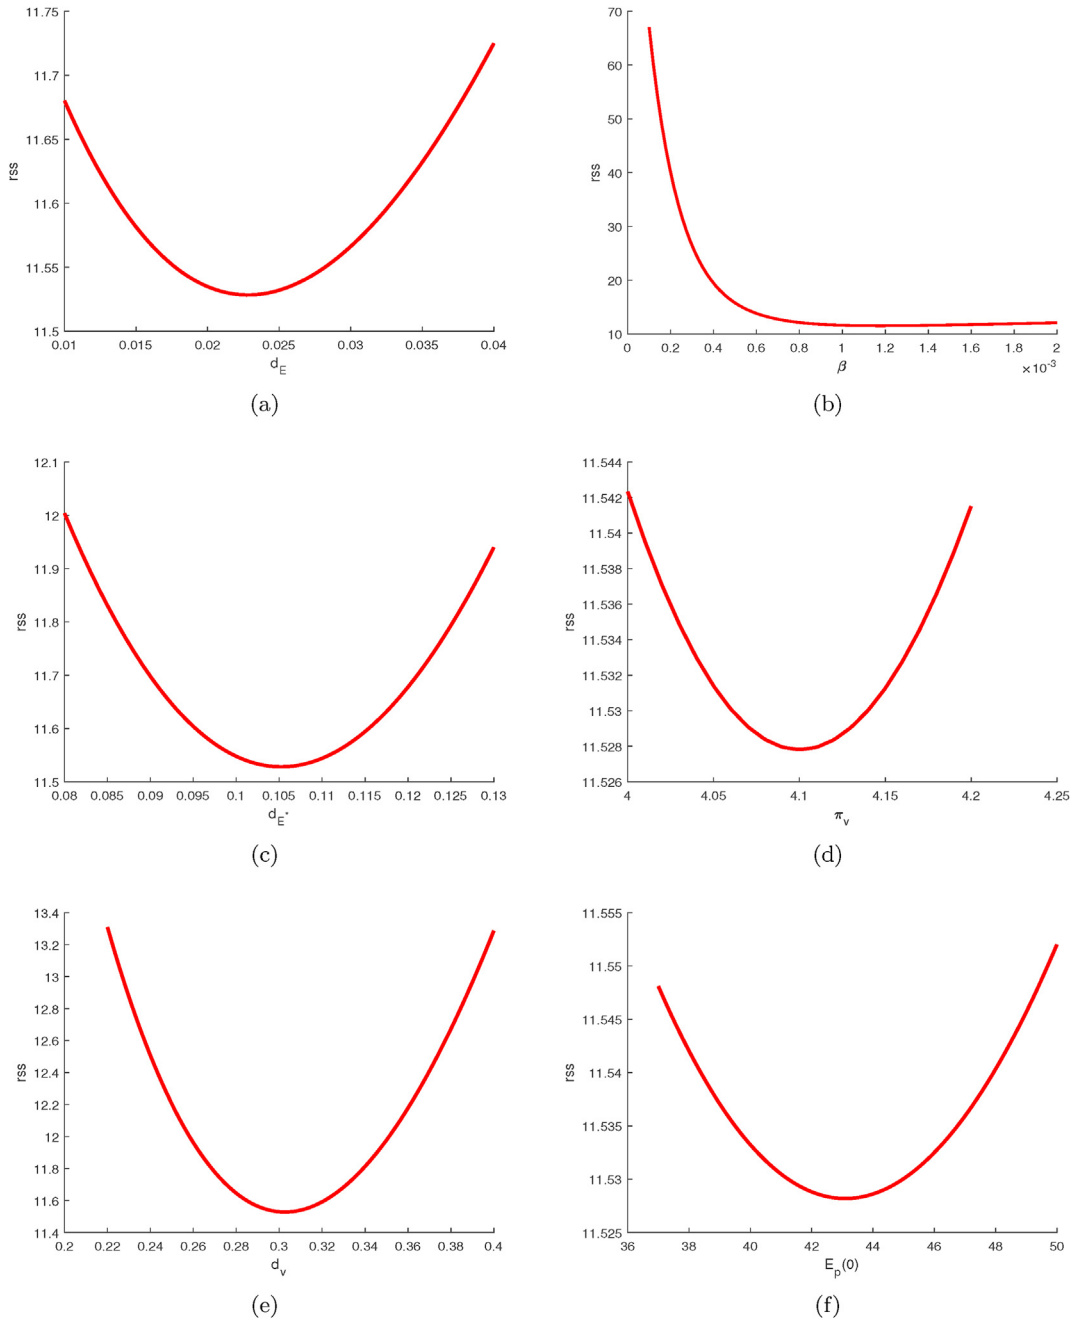 11.75
11.7
11.65
11.6
11.55
11.5
rss
0.01 0.015 0.02 0.025 0.03 0.035 0.04
d_E
(a)
70
60
50
40
30
20
10
rss
0 0.2 0.4 0.6 0.8 1 1.2 1.4 1.6 1.8 2
β
×10⁻³
(b)
12.1
12
11.9
11.8
11.7
11.6
11.5
rss
0.08 0.085 0.09 0.095 0.1 0.105 0.11 0.115 0.12 0.125 0.13
d_E*
(c)
11.544
11.542
11.54
11.538
11.536
11.534
11.532
11.53
11.528
11.526
rss
4 4.05 4.1 4.15 4.2 4.25
π_v
(d)
13.4
13.2
13
12.8
12.6
12.4
12.2
12
11.8
11.6
11.4
rss
0.2 0.22 0.24 0.26 0.28 0.3 0.32 0.34 0.36 0.38 0.4
d_v
(e)
11.555
11.55
11.545
11.54
11.535
11.53
11.525
rss
36 38 40 42 44 46 48 50
E_p(0)
(f)